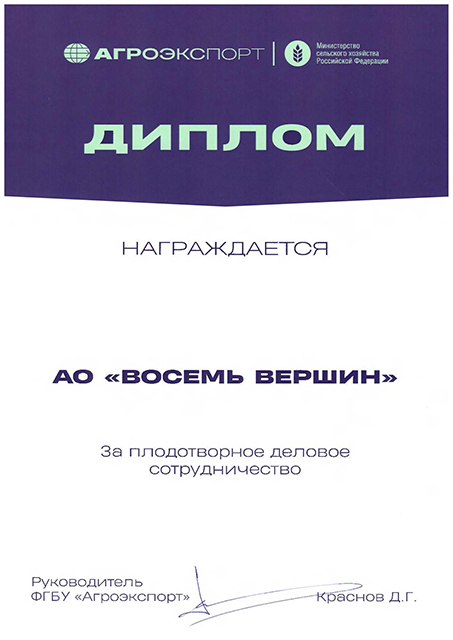 АГРОЭКСПОРТ
Министерство
сельского хозяйства
Российской Федерации
ДИПЛОМ
НАГРАЖДАЕТСЯ
АО «ВОСЕМЬ ВЕРШИН»
За плодотворное деловое
сотрудничество
Руководитель
ФГБУ «Агроэкспорт»
Краснов Д.Г.